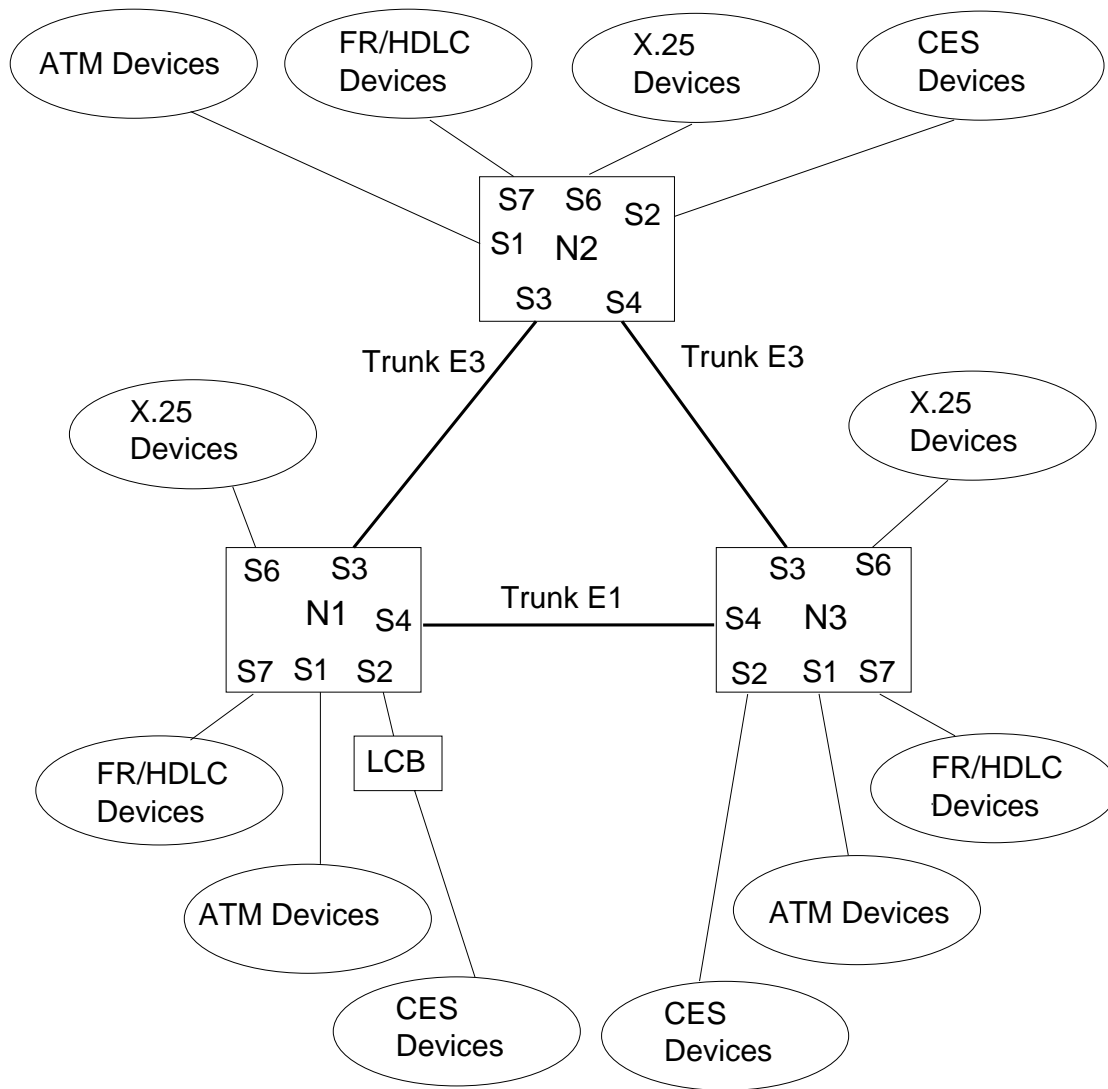 ATM Devices
FR/HDLC
Devices
X.25
Devices
CES
Devices
S7
S6
S2
S1
N2
S3
S4
Trunk E3
Trunk E3
X.25
Devices
X.25
Devices
S6
S3
N1
S4
S7
S1
S2
Trunk E1
S3
S6
S4
N3
S2
S1
S7
LCB
FR/HDLC
Devices
FR/HDLC
Devices
ATM Devices
ATM Devices
CES
Devices
CES
Devices